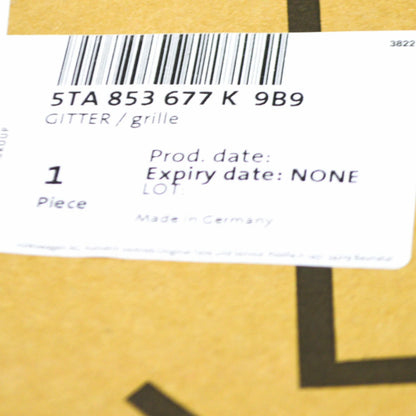 3822
5TA 853 677 K 9B9
GITTER / grille
1
Piece
Prod. date:
Expiry date: NONE
LOT:
Made in Germany